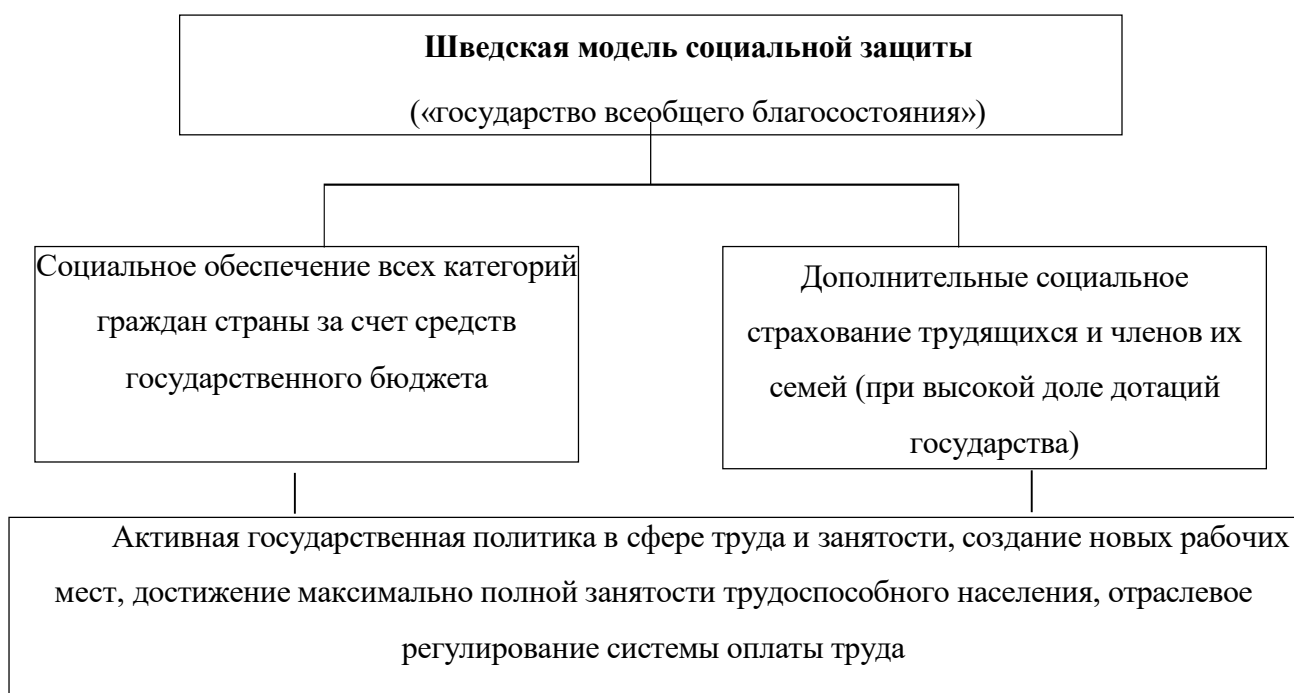 Шведская модель социальной защиты
(«государство всеобщего благосостояния»)
Социальное обеспечение всех категорий
граждан страны за счет средств
государственного бюджета
Дополнительные социальное
страхование трудящихся и членов их
семей (при высокой доле дотаций
государства)
Активная государственная политика в сфере труда и занятости, создание новых рабочих
мест, достижение максимально полной занятости трудоспособного населения, отраслевое
регулирование системы оплаты труда